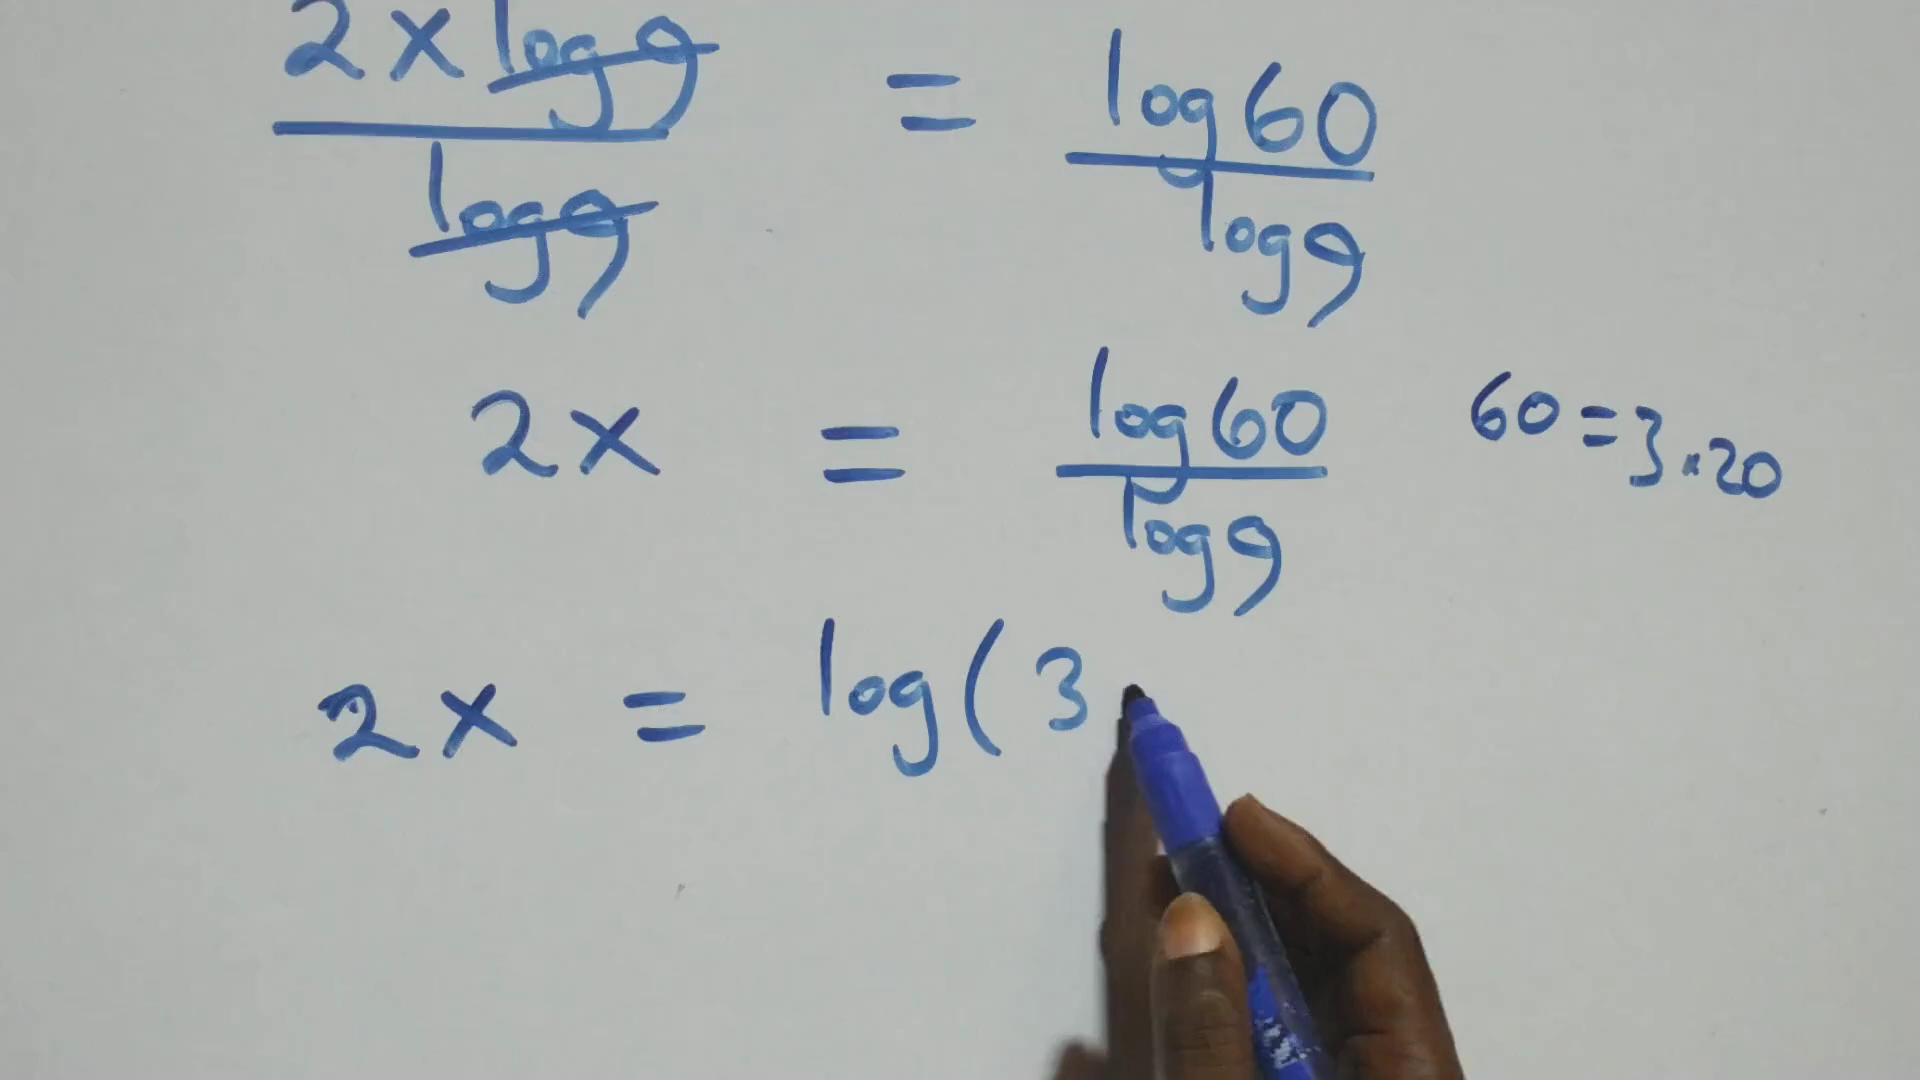 2x log9 / log9 = log60 / log9
2x = log60 / log9
60 = 3·20
2x = log(3